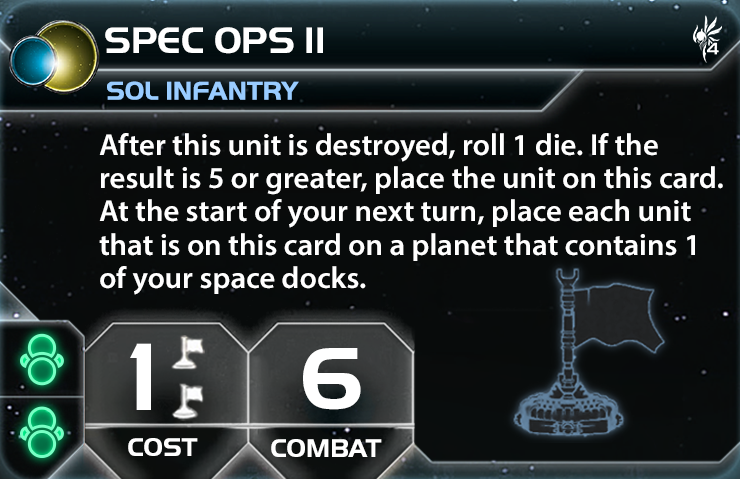 SPEC OPS II
4
SOL INFANTRY
After this unit is destroyed, roll 1 die. If the
result is 5 or greater, place the unit on this card.
At the start of your next turn, place each unit
that is on this card on a planet that contains 1
of your space docks.
1
COST
6
COMBAT